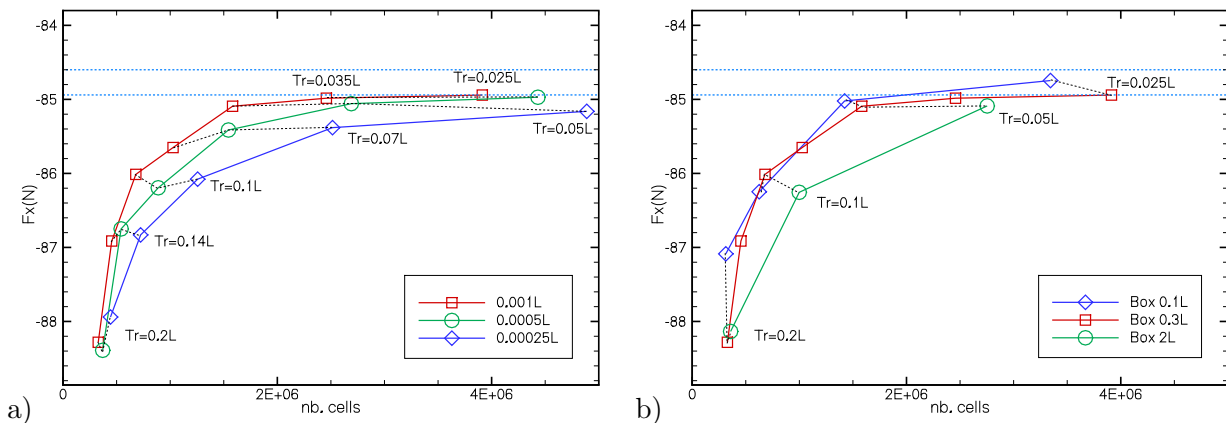 -84
-85
-86
-87
-88
Fx(N)
0
2E+06
4E+06
nb. cells
Tr=0.035L
Tr=0.025L
Tr=0.05L
Tr=0.07L
Tr=0.1L
Tr=0.14L
Tr=0.2L
0.001L
0.0005L
0.00025L
a)
-84
-85
-86
-87
-88
Fx(N)
0
2E+06
4E+06
nb. cells
Tr=0.025L
Tr=0.05L
Tr=0.1L
Tr=0.2L
Box 0.1L
Box 0.3L
Box 2L
b)